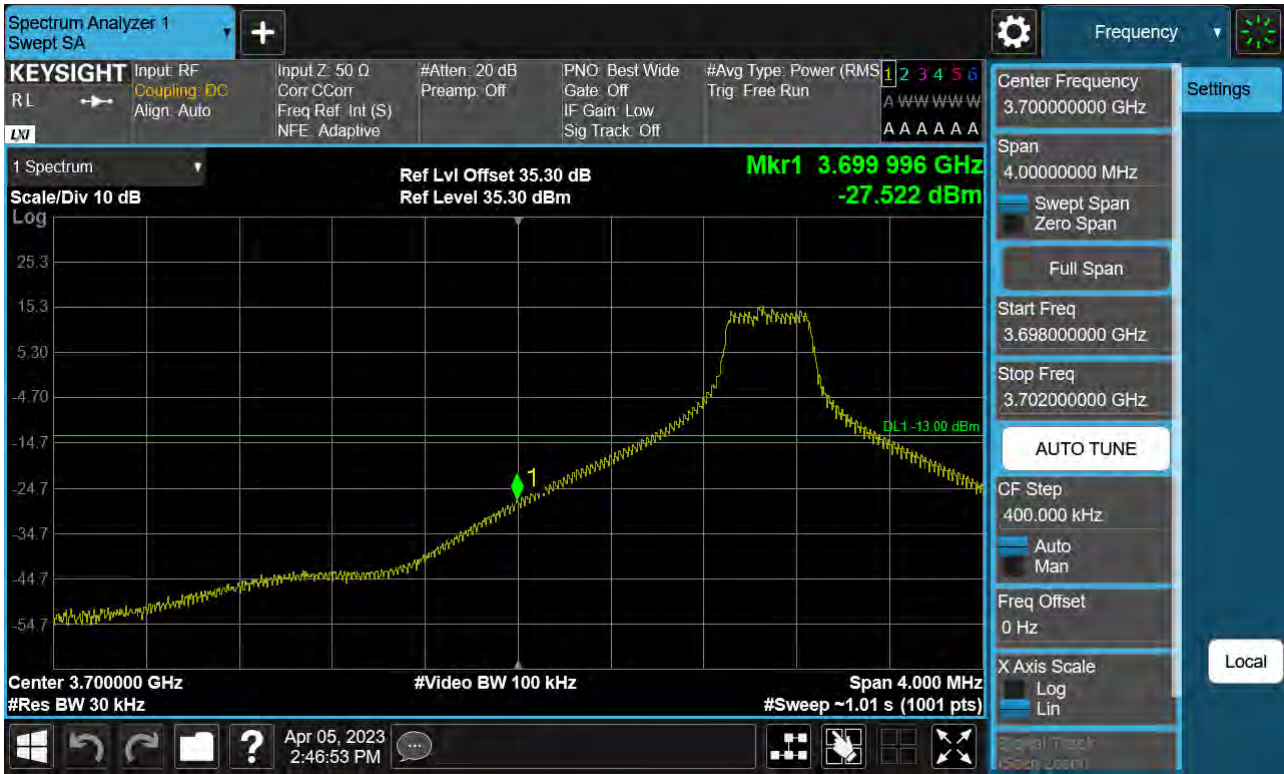 Spectrum Analyzer 1
Swept SA
+
Frequency
KEYSIGHT
RL
LXI
Input: RF
Coupling: DC
Align: Auto
Input Z: 50 Ω
Corr CCorr
Freq Ref: Int (S)
NFE: Adaptive
#Atten: 20 dB
Preamp: Off
PNO: Best Wide
Gate: Off
IF Gain: Low
Sig Track: Off
#Avg Type: Power (RMS
Trig: Free Run
1 2 3 4 5 6
A W W W W W
A A A A A A
1 Spectrum
Scale/Div 10 dB
Log
Ref Lvl Offset 35.30 dB
Ref Level 35.30 dBm
Mkr1 3.699 996 GHz
-27.522 dBm
25.3
15.3
5.30
-4.70
-14.7
-24.7
-34.7
-44.7
-54.7
1
DL1 -13.00 dBm
Center 3.700000 GHz
#Res BW 30 kHz
#Video BW 100 kHz
Span 4.000 MHz
#Sweep ~1.01 s (1001 pts)
Center Frequency
3.700000000 GHz
Settings
Span
4.00000000 MHz
Swept Span
Zero Span
Full Span
Start Freq
3.698000000 GHz
Stop Freq
3.702000000 GHz
AUTO TUNE
CF Step
400.000 kHz
Auto
Man
Freq Offset
0 Hz
X Axis Scale
Log
Lin
Signal Track
(Span Zoom)
Local
?
Apr 05, 2023
2:46:53 PM